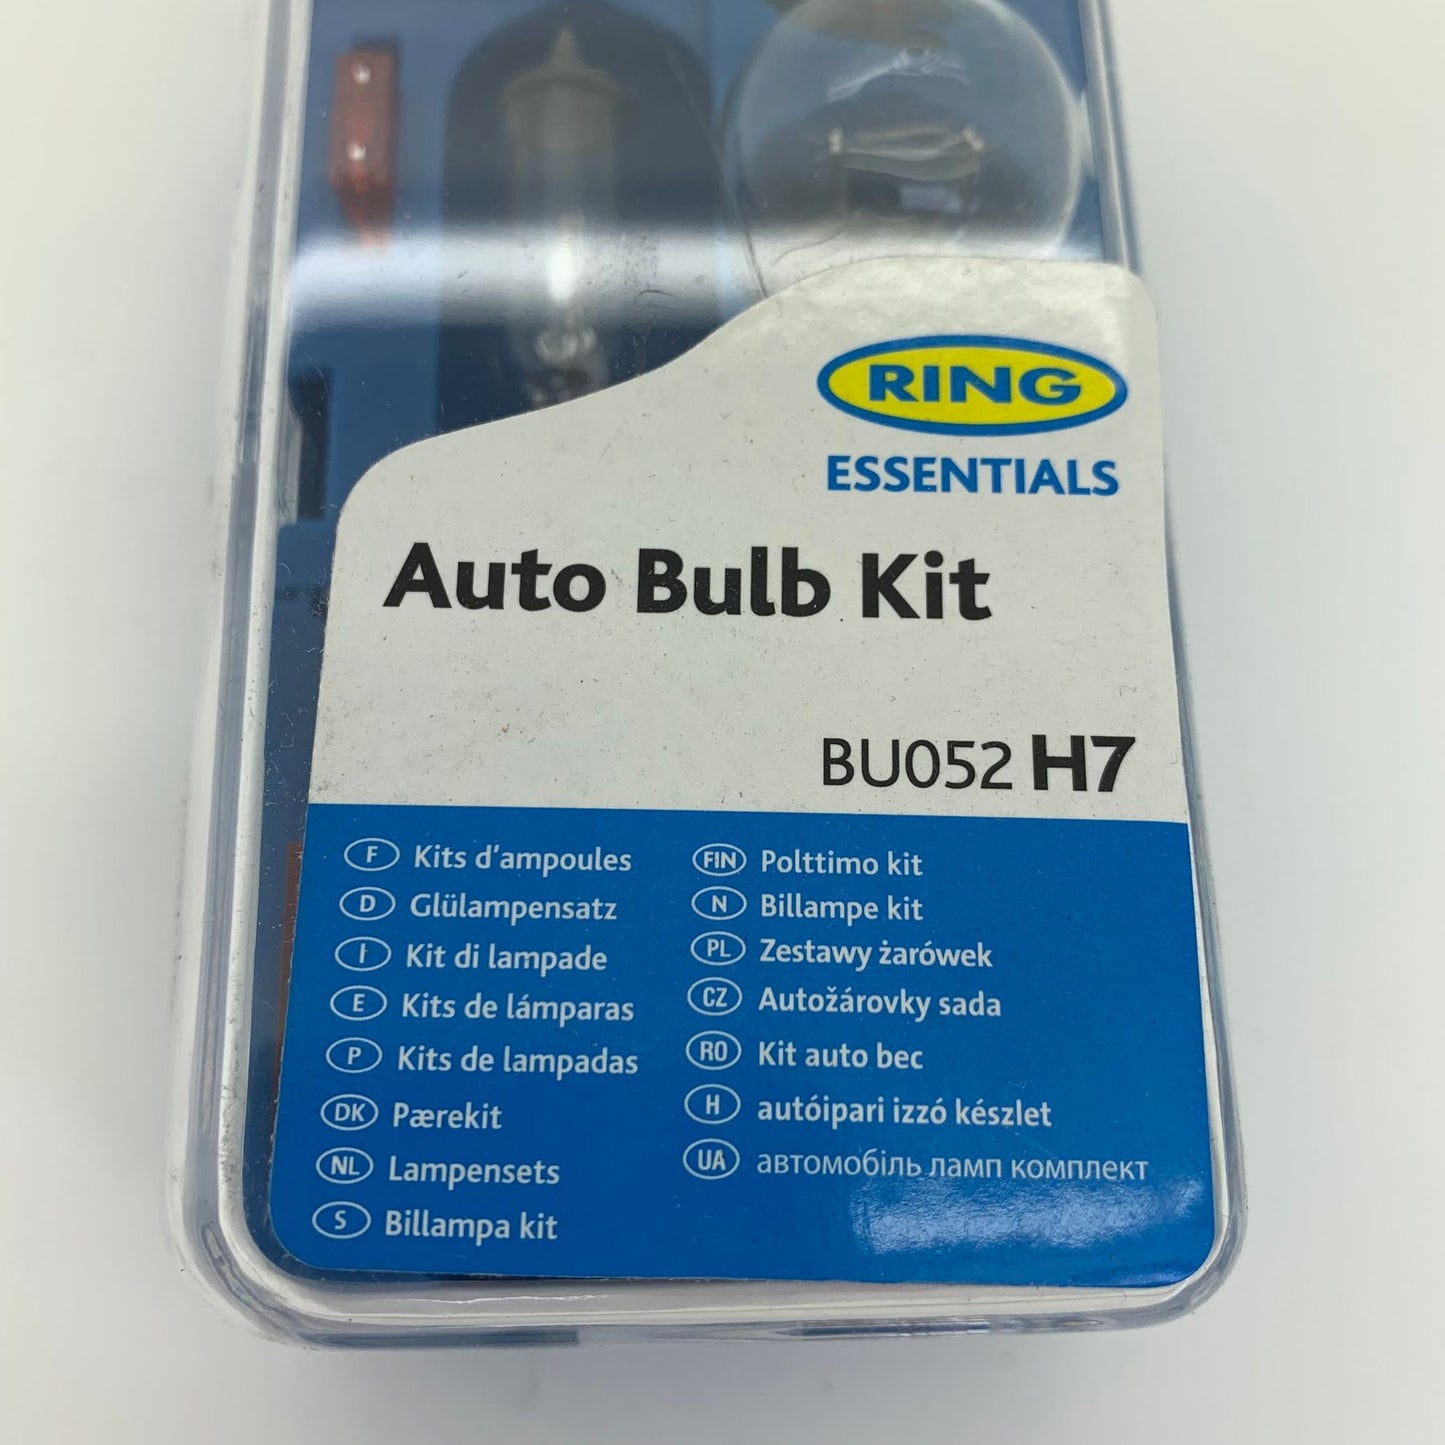 RING
ESSENTIALS
Auto Bulb Kit
BU052 H7
F Kits d'ampoules
D Glülampensatz
I Kit di lampade
E Kits de lámparas
P Kits de lampadas
DK Pærekit
NL Lampensets
S Billampa kit
FIN Polttimo kit
N Billampe kit
PL Zestawy żarówek
CZ Autožárovky sada
RO Kit auto bec
H autóipari izzó készlet
UA автомобіль ламп комплект